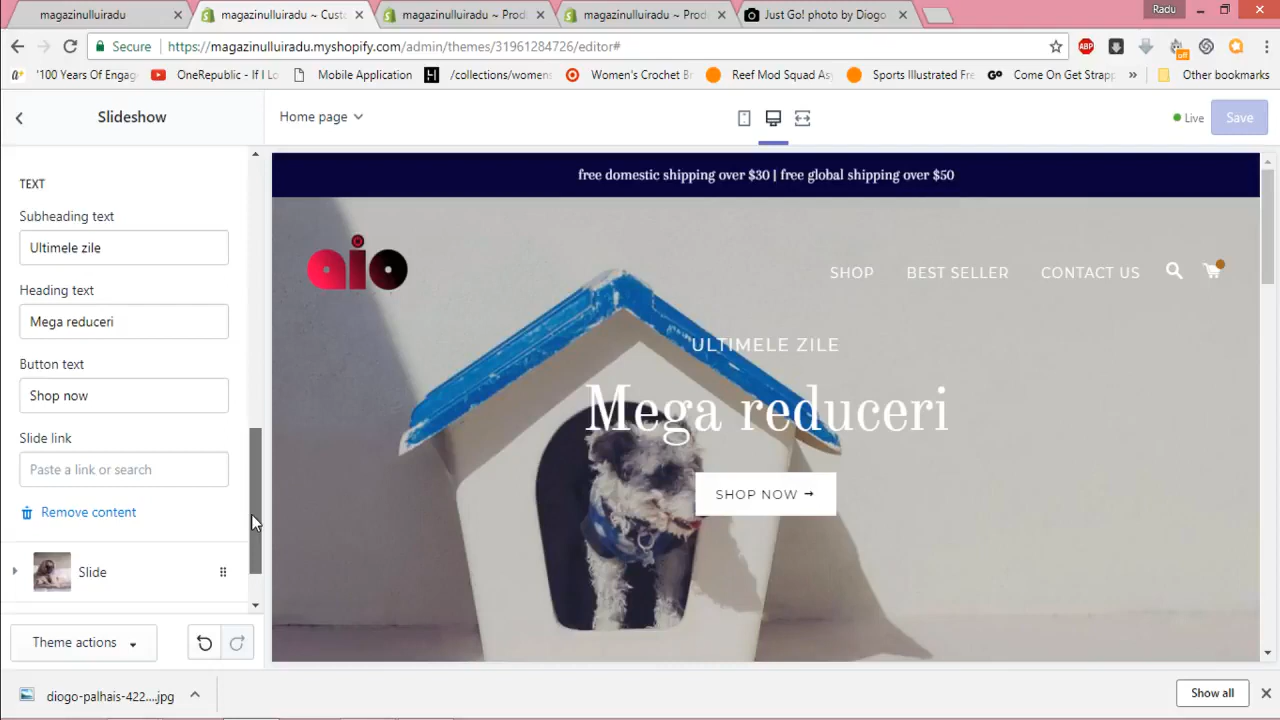 magazinulluiradu
magazinulluiradu ~ Custo
magazinulluiradu ~ Prod
magazinulluiradu ~ Prod
Just Go! photo by Diogo
Radu
Secure
https://magazinulluiradu.myshopify.com/admin/themes/31961284726/editor#
'100 Years Of Engag
OneRepublic - If I Lo
Mobile Application
/collections/womens
Women's Crochet Br
Reef Mod Squad As
Sports Illustrated Fre
Come On Get Strapp
»
Other bookmarks
Slideshow
Home page
Live
Save
TEXT
Subheading text
Ultimele zile
Heading text
Mega reduceri
Button text
Shop now
Slide link
Paste a link or search
Remove content
Slide
Theme actions
free domestic shipping over $30 | free global shipping over $50
aio
SHOP
BEST SELLER
CONTACT US
ULTIMELE ZILE
Mega reduceri
SHOP NOW →
diogo-palhais-422....jpg
Show all